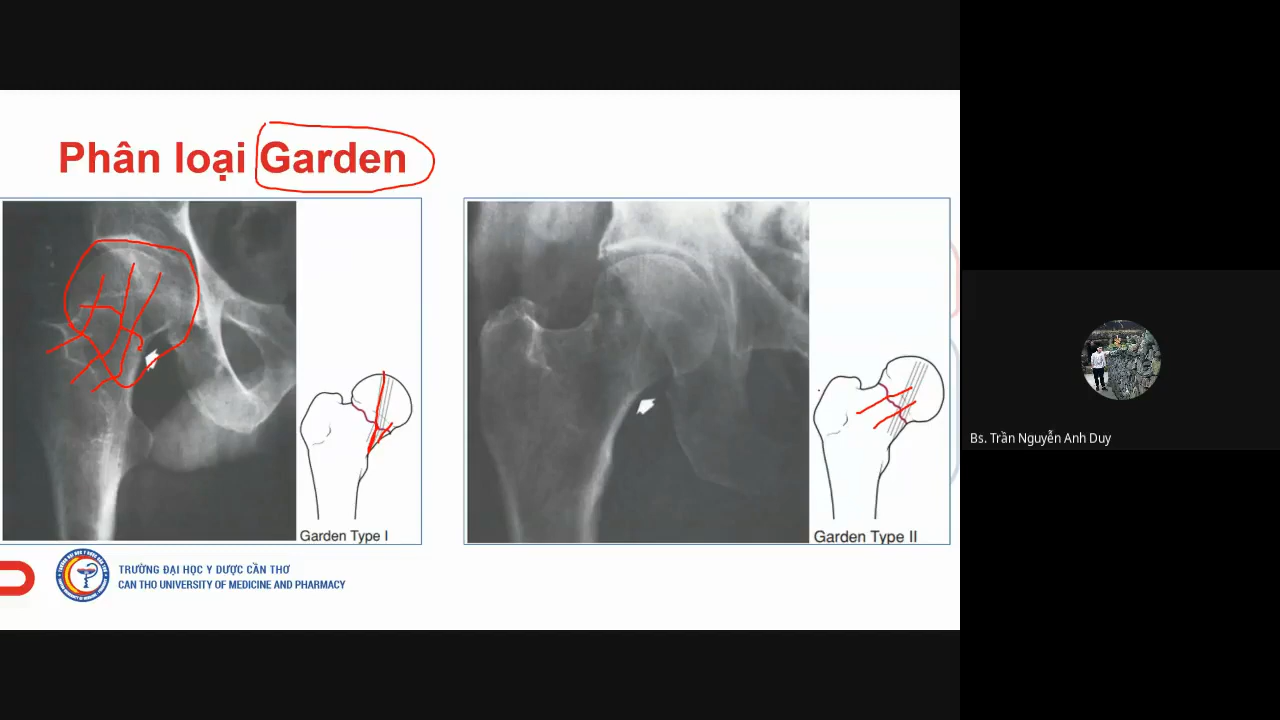 Phân loại Garden
Garden Type I
Garden Type II
TRƯỜNG ĐẠI HỌC Y DƯỢC CẦN THƠ
CAN THO UNIVERSITY OF MEDICINE AND PHARMACY
Bs. Trần Nguyễn Anh Duy